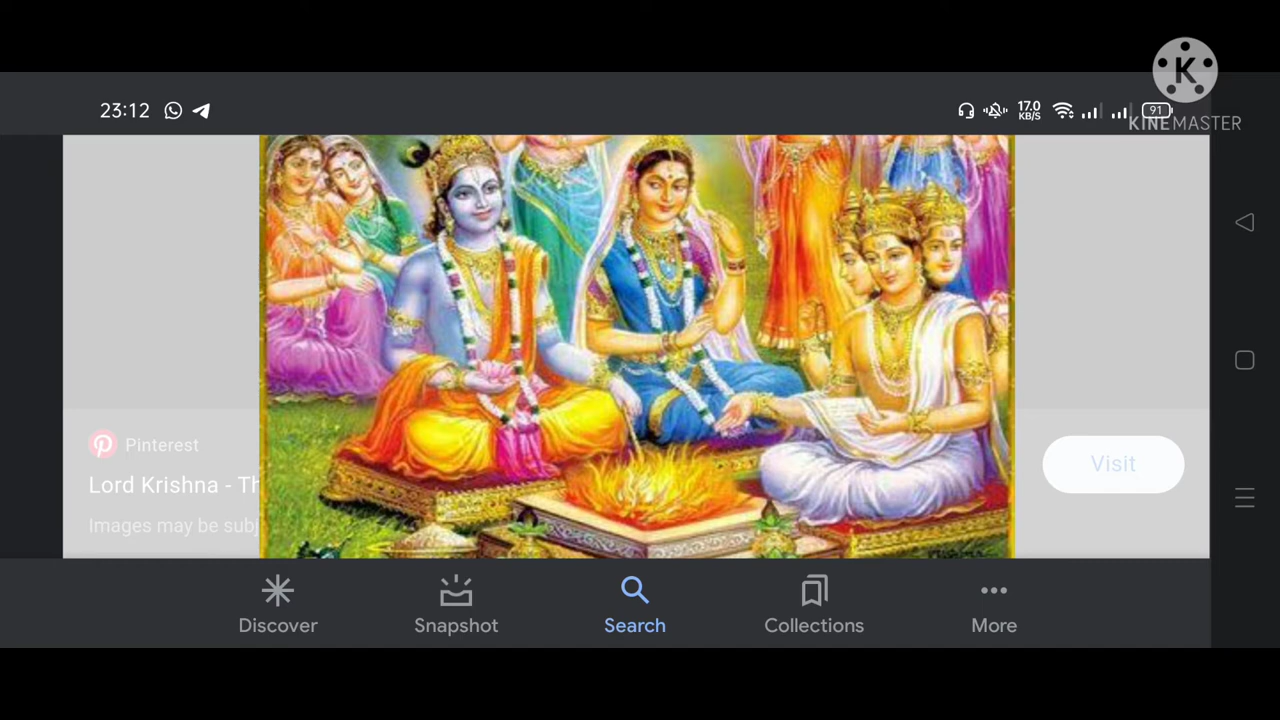 23:12
17.0
KB/S
91
K
KINEMASTER
Pinterest
Lord Krishna - Th
Images may be subj
Visit
Discover
Snapshot
Search
Collections
More